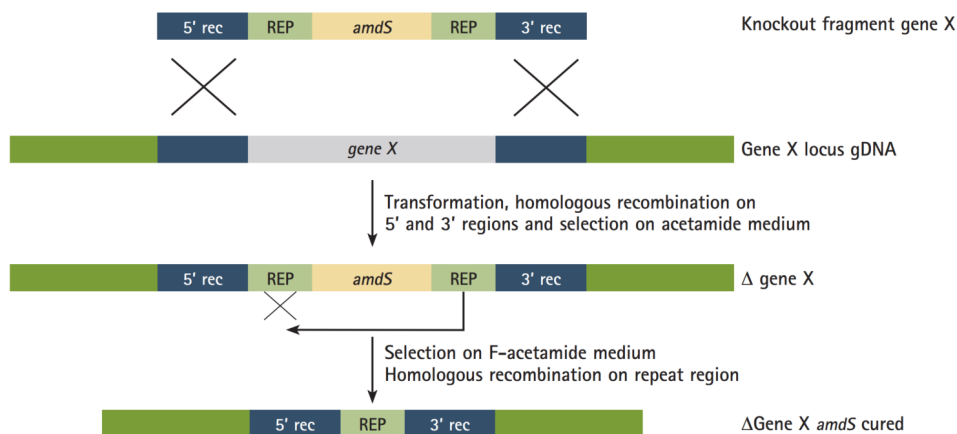 5' rec REP amdS REP 3' rec Knockout fragment gene X
gene X Gene X locus gDNA
Transformation, homologous recombination on
5' and 3' regions and selection on acetamide medium
5' rec REP amdS REP 3' rec Δ gene X
Selection on F-acetamide medium
Homologous recombination on repeat region
5' rec REP 3' rec ΔGene X amdS cured